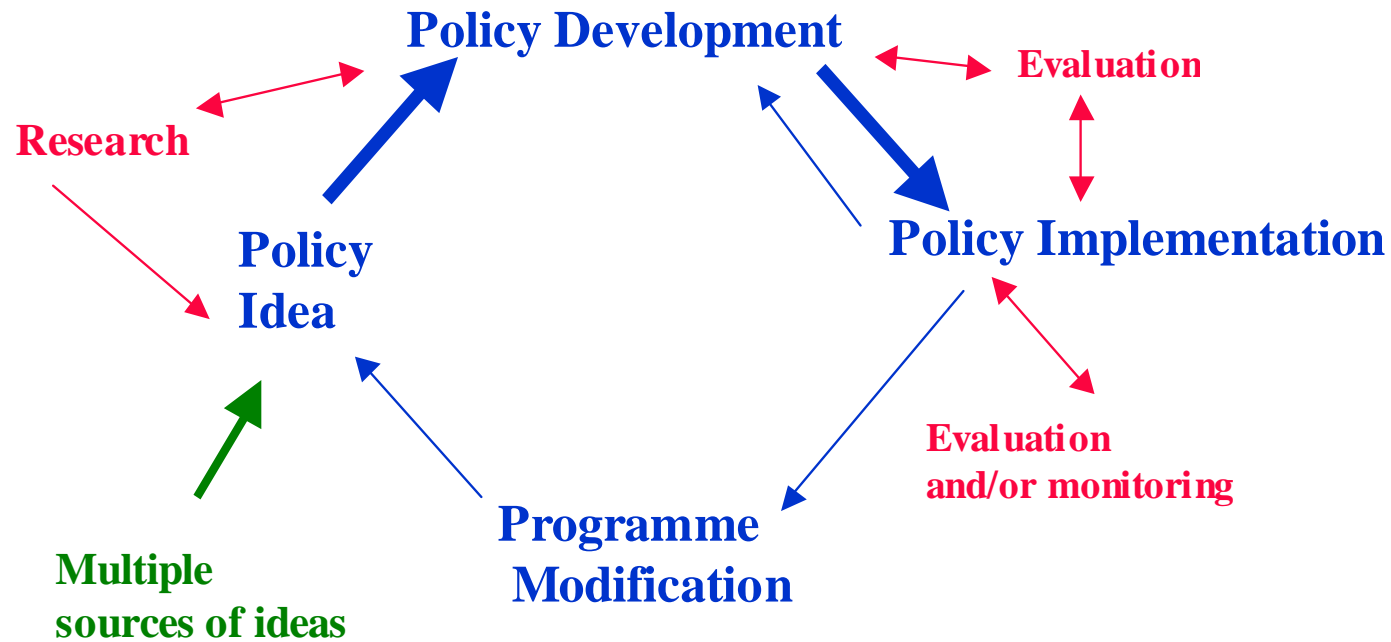 Policy Development
Evaluation
Research
Policy Implementation
Policy
Idea
Evaluation
and/or monitoring
Programme
Modification
Multiple
sources of ideas